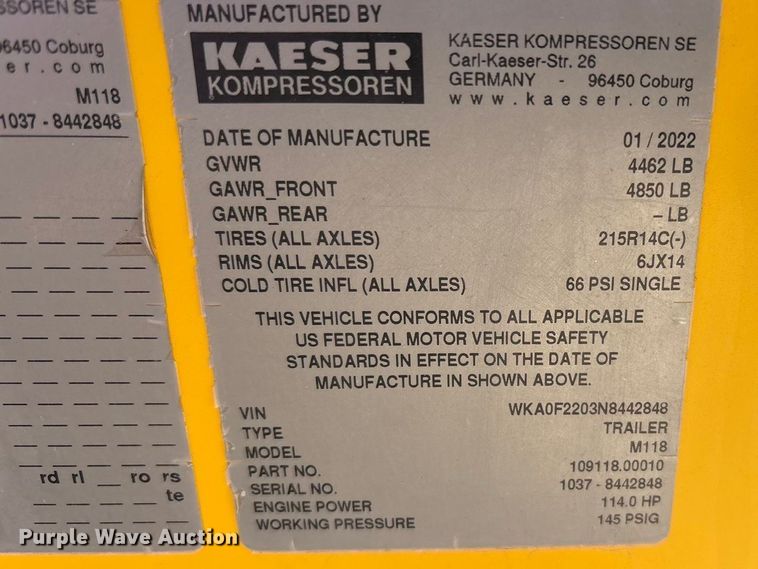 SSOREN SE
96450 Coburg
er.com
M118
1037 - 8442848
rd rl _ ro rs
te
MANUFACTURED BY
KAESER
KOMPRESSOREN
KAESER KOMPRESSOREN SE
Carl-Kaeser-Str. 26
GERMANY - 96450 Coburg
www.kaeser.com
DATE OF MANUFACTURE 01 / 2022
GVWR 4462 LB
GAWR_FRONT 4850 LB
GAWR_REAR – LB
TIRES (ALL AXLES) 215R14C(-)
RIMS (ALL AXLES) 6JX14
COLD TIRE INFL (ALL AXLES) 66 PSI SINGLE
THIS VEHICLE CONFORMS TO ALL APPLICABLE
US FEDERAL MOTOR VEHICLE SAFETY
STANDARDS IN EFFECT ON THE DATE OF
MANUFACTURE IN SHOWN ABOVE.
VIN WKA0F2203N8442848
TYPE TRAILER
MODEL M118
PART NO. 109118.00010
SERIAL NO. 1037 - 8442848
ENGINE POWER 114.0 HP
WORKING PRESSURE 145 PSIG
Purple Wave Auction